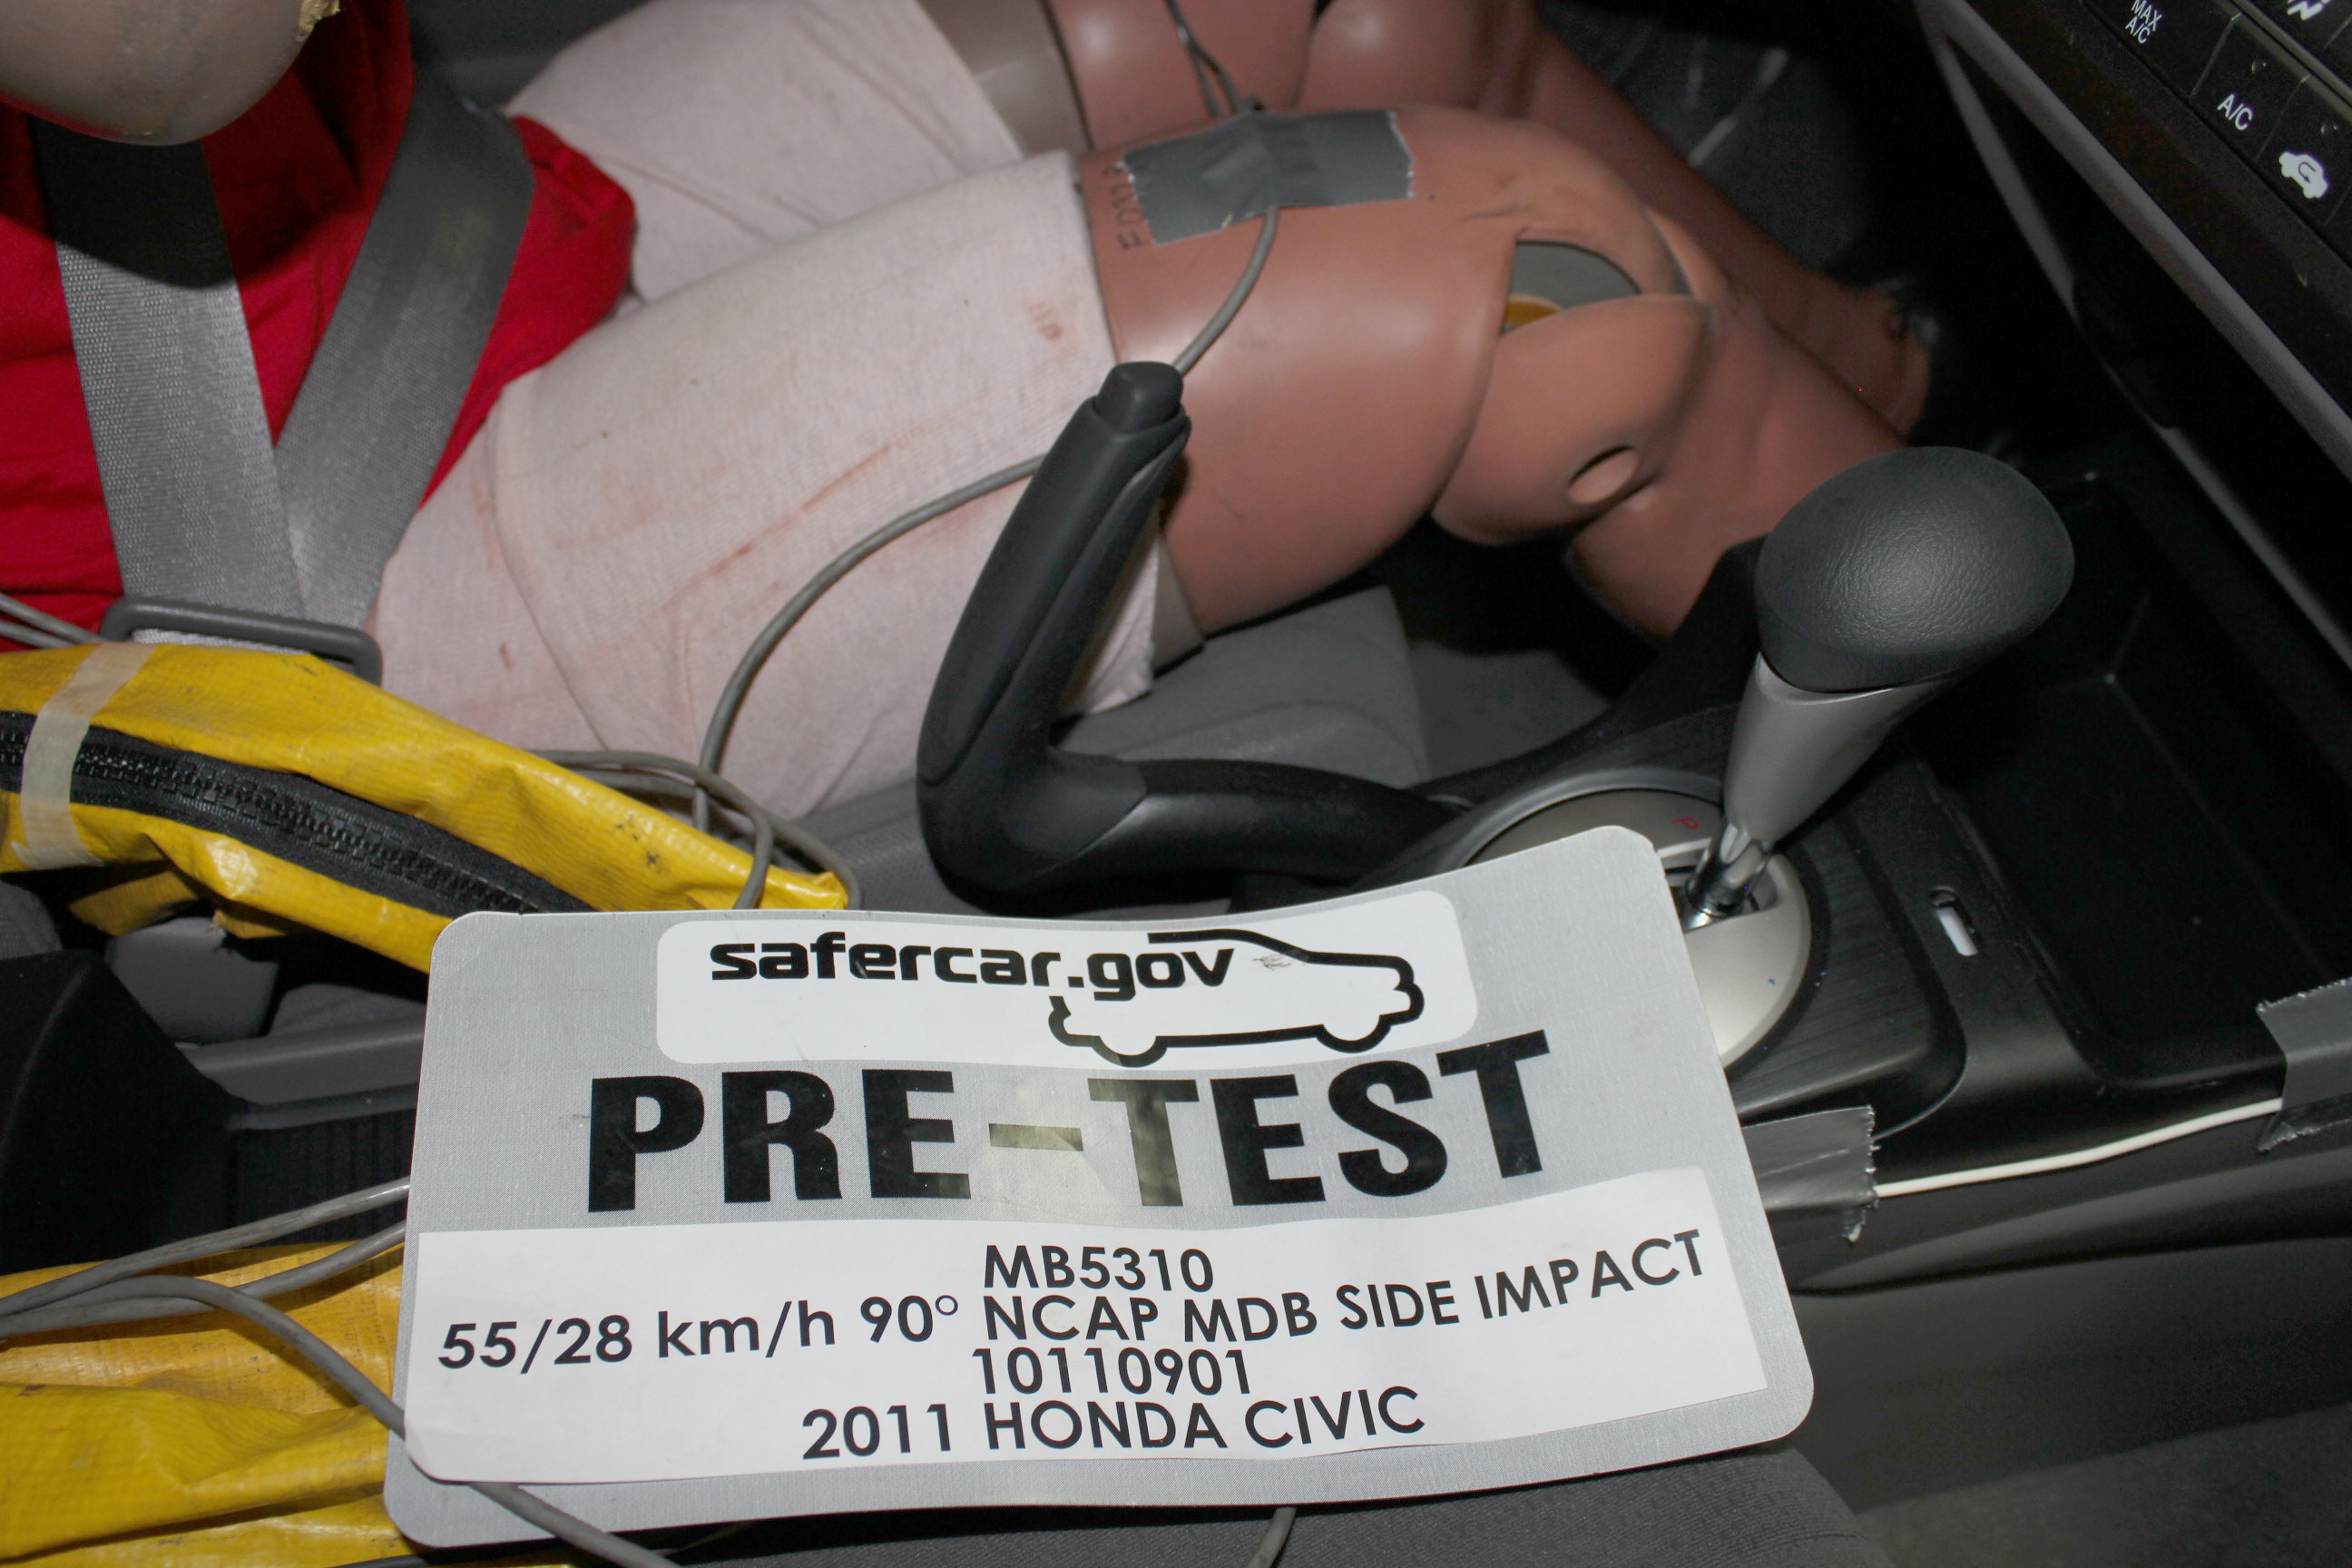 MAX
A/C
A/C
P
safercar.gov
PRE-TEST
MB5310
55/28 km/h 90° NCAP MDB SIDE IMPACT
10110901
2011 HONDA CIVIC